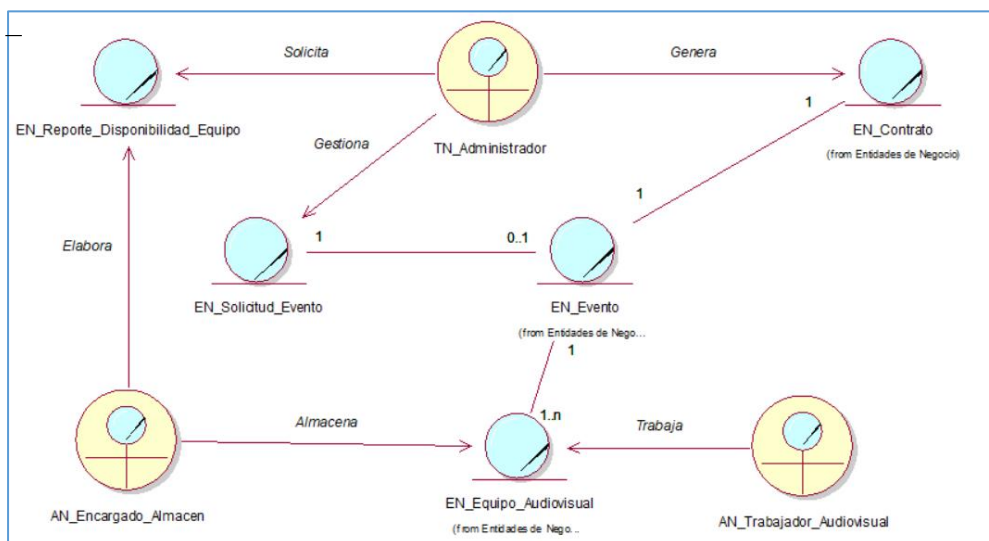 Solicita
Genera
EN_Reporte_Disponibilidad_Equipo
TN_Administrador
1
EN_Contrato
(from Entidades de Negocio)
Gestiona
1
Elabora
1
0..1
EN_Solicitud_Evento
EN_Evento
(from Entidades de Nego...
1
Almacena
1..n
Trabaja
AN_Encargado_Almacen
EN_Equipo_Audiovisual
(from Entidades de Nego...
AN_Trabajador_Audiovisual